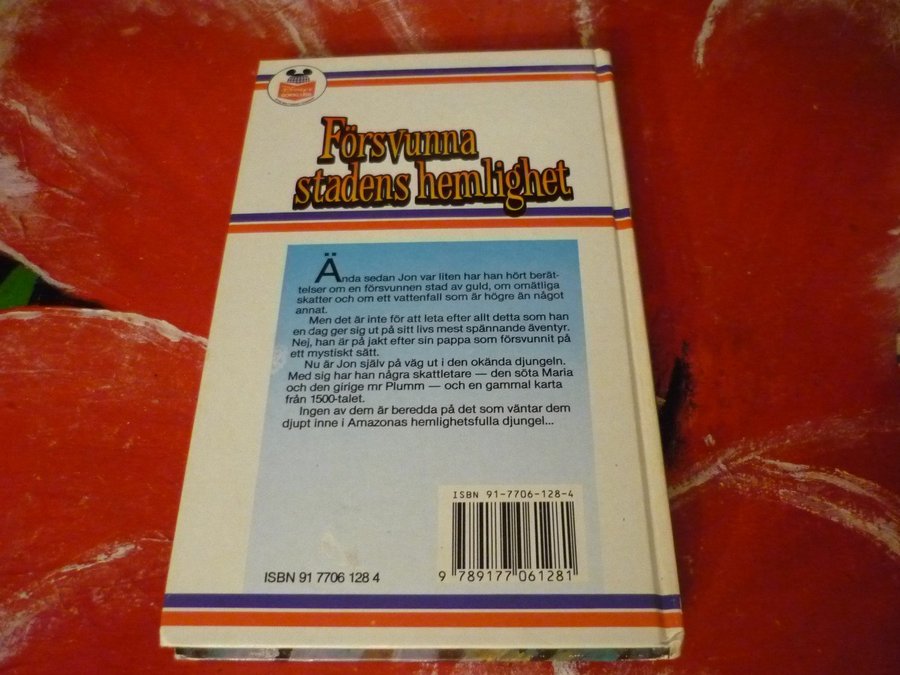 Försvunna
stadens hemlighet
Ända sedan Jon var liten har han hört berät-
telser om en försvunnen stad av guld, om omätliga
skatter och om ett vattenfall som är högre än något
annat.
Men det är inte för att leta efter allt detta som han
en dag ger sig ut på sitt livs mest spännande äventyr.
Nej, han är på jakt efter sin pappa som försvunnit på
ett mystiskt sätt.
Nu är Jon själv på väg ut i den okända djungeln.
Med sig har han några skattletare — den söta Maria
och den girige mr Plumm — och en gammal karta
från 1500-talet.
Ingen av dem är beredda på det som väntar dem
djupt inne i Amazonas hemlighetsfulla djungel...
ISBN 91-7706-128-4
ISBN 91 7706 128 4
9 789177 061281